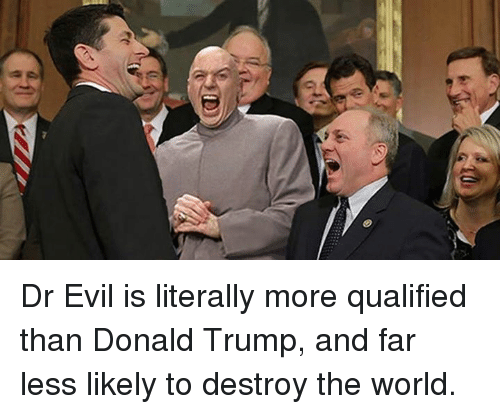 Dr Evil is literally more qualified
than Donald Trump, and far
less likely to destroy the world.